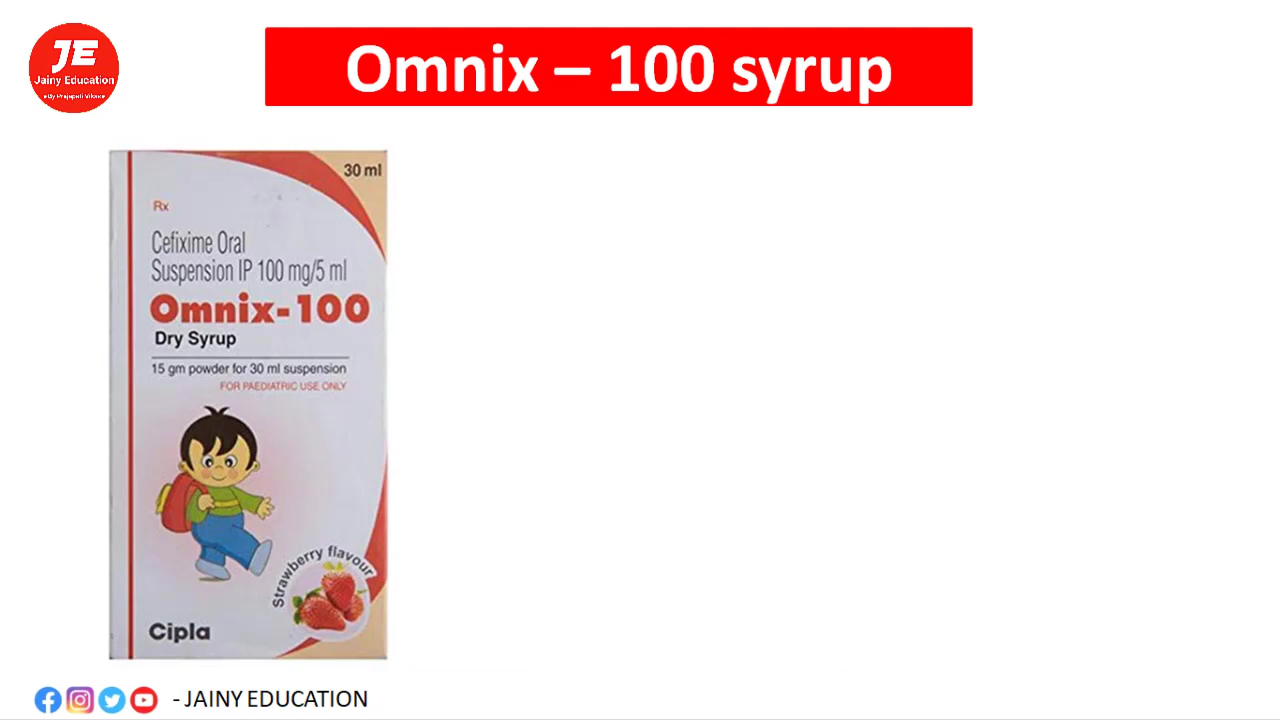 JE
Jainy Education
Omnix – 100 syrup
30 ml
Rx
Cefixime Oral
Suspension IP 100 mg/5 ml
Omnix-100
Dry Syrup
15 gm powder for 30 ml suspension
FOR PAEDIATRIC USE ONLY
Strawberry flavour
Cipla
- JAINY EDUCATION